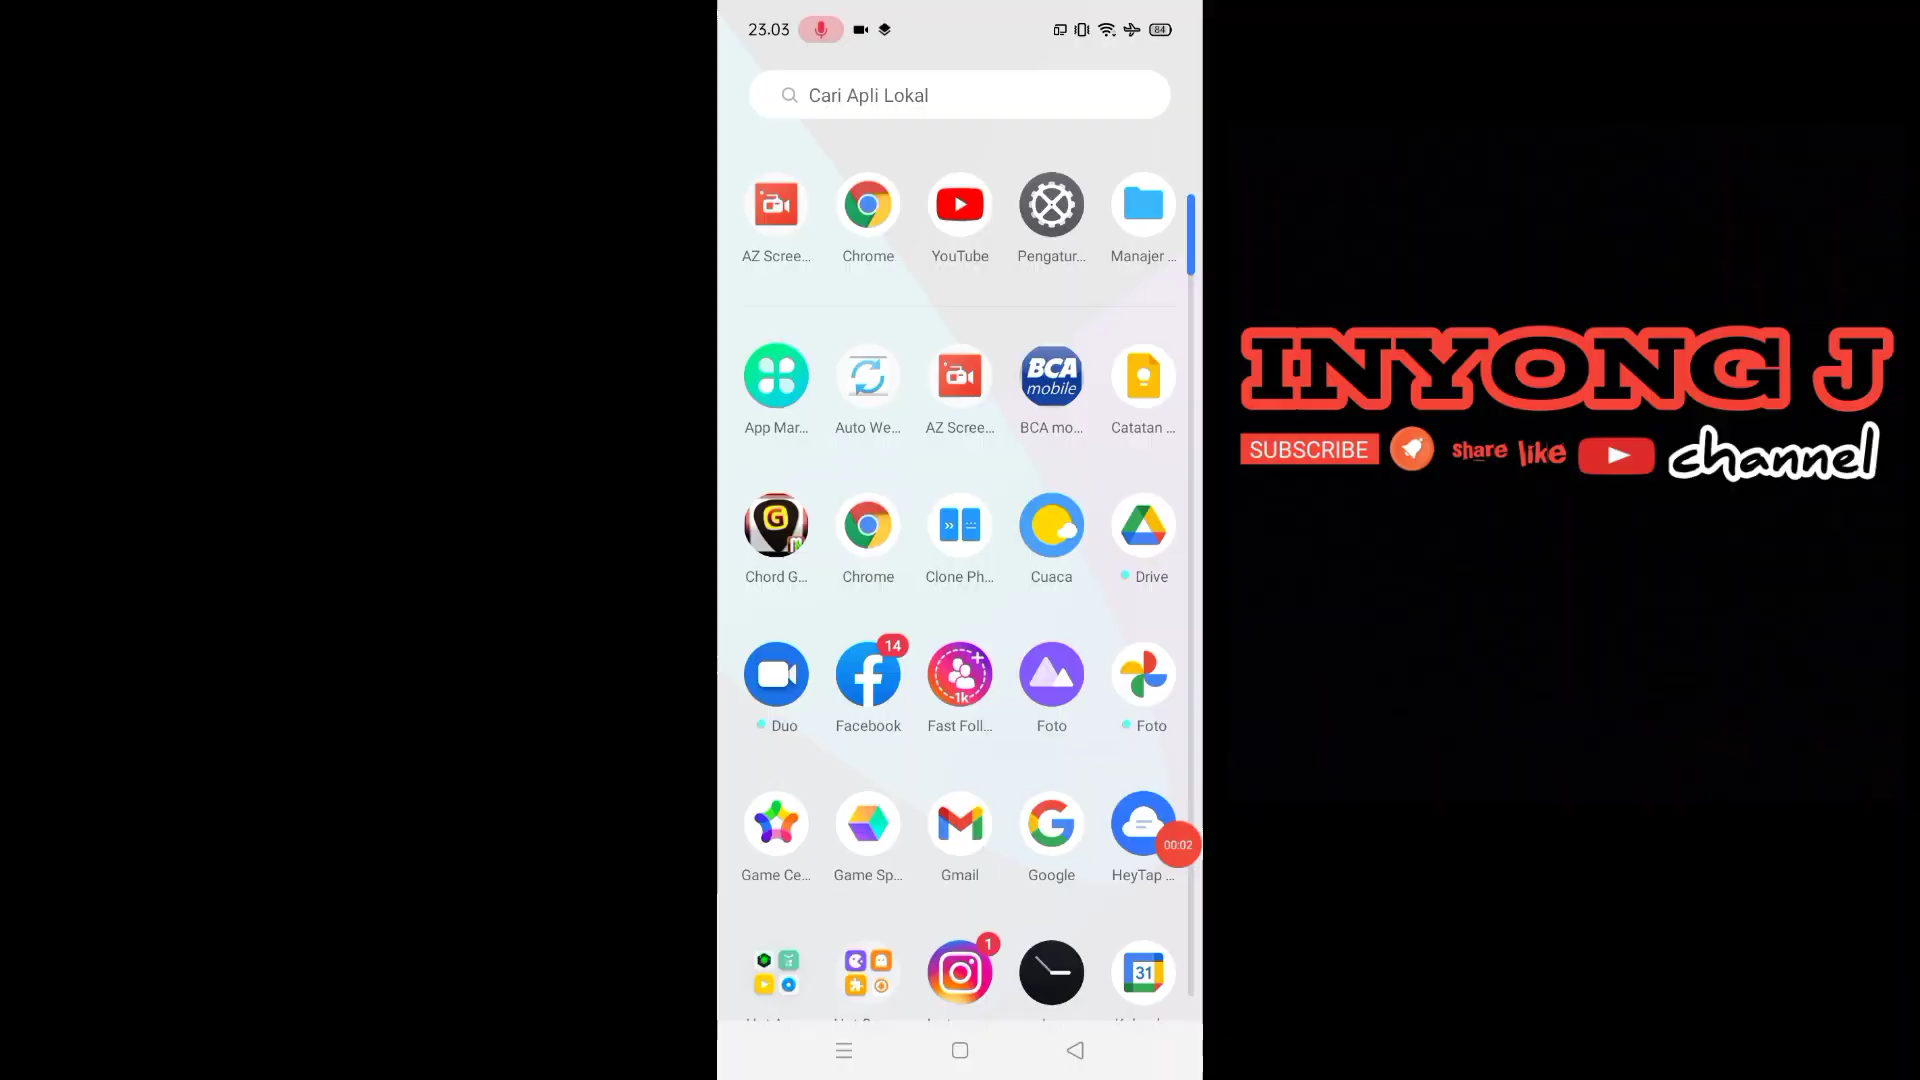 23.03
84
Cari Apli Lokal
AZ Scree...
Chrome
YouTube
Pengatur...
Manajer ...
BCA
mobile
App Mar...
Auto We...
AZ Scree...
BCA mo...
Catatan ...
G
Chord G...
Chrome
Clone Ph...
Cuaca
Drive
14
1k
Duo
Facebook
Fast Foll...
Foto
Foto
00:02
Game Ce...
Game Sp...
Gmail
Google
HeyTap ...
1
31
INYONG J
SUBSCRIBE
share like
channel